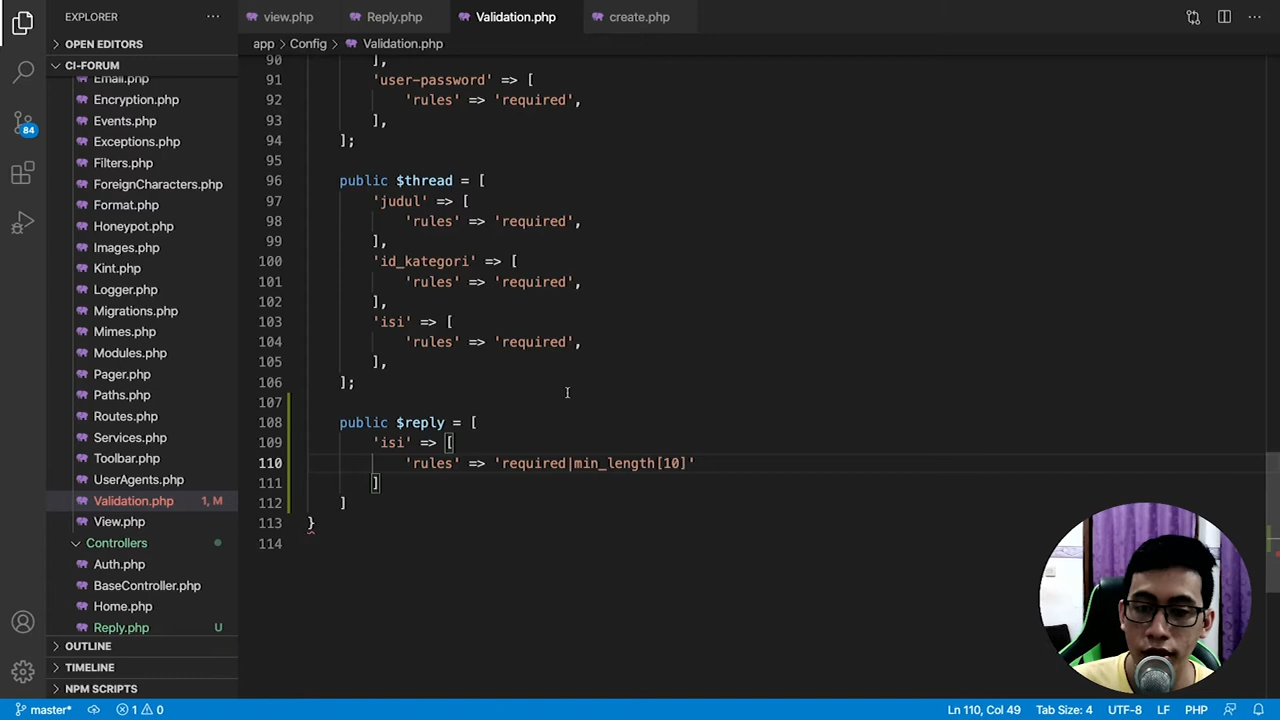 EXPLORER
view.php
Reply.php
Validation.php
create.php
OPEN EDITORS
CI-FORUM
Email.php
Encryption.php
Events.php
Exceptions.php
Filters.php
ForeignCharacters.php
Format.php
Honeypot.php
Images.php
Kint.php
Logger.php
Migrations.php
Mimes.php
Modules.php
Pager.php
Paths.php
Routes.php
Services.php
Toolbar.php
UserAgents.php
Validation.php 1, M
View.php
Controllers
Auth.php
BaseController.php
Home.php
Reply.php U
OUTLINE
TIMELINE
NPM SCRIPTS
84
app > Config > Validation.php
90 ],
91 'user-password' => [
92 'rules' => 'required',
93 ],
94 ];
95
96 public $thread = [
97 'judul' => [
98 'rules' => 'required',
99 ],
100 'id_kategori' => [
101 'rules' => 'required',
102 ],
103 'isi' => [
104 'rules' => 'required',
105 ],
106 ];
107
108 public $reply = [
109 'isi' => [
110 'rules' => 'required|min_length[10]'
111 ]
112 ]
113 }
114
master* 1 0 Ln 110, Col 49 Tab Size: 4 UTF-8 LF PHP